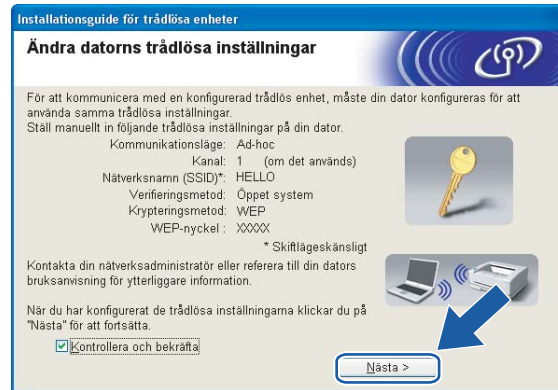 Installationsguide för trådlösa enheter
Ändra datorns trådlösa inställningar
För att kommunicera med en konfigurerad trådlös enhet, måste din dator konfigureras för att
använda samma trådlösa inställningar.
Ställ manuellt in följande trådlösa inställningar på din dator.
Kommunikationsläge: Ad-hoc
Kanal: 1 (om det används)
Nätverksnamn (SSID)*: HELLO
Verifieringsmetod: Öppet system
Krypteringsmetod: WEP
WEP-nyckel : XXXXX
* Skiftlägeskänsligt
Kontakta din nätverksadministratör eller referera till din dators
bruksanvisning för ytterliggare information.
När du har konfigurerat de trådlösa inställningarna klickar du på
"Nästa" för att fortsätta.
Kontrollera och bekräfta
Nästa >